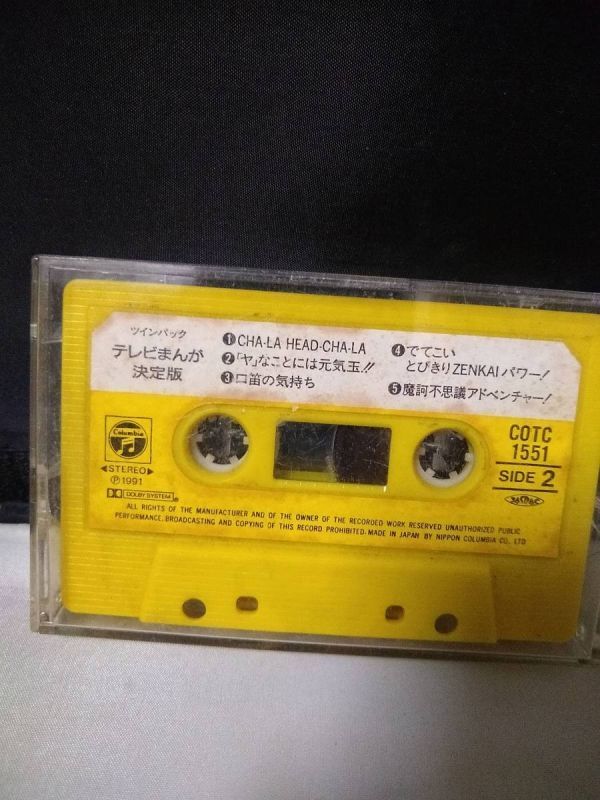 ツインパック
テレビまんが
決定版
❶CHA-LA HEAD-CHA-LA
❷「ヤ」なことには元気玉!!
❸口笛の気持ち
❹でてこい
とびきりZENKAIパワー!
❺魔訶不思議アドベンチャー!
Columbia
◀STEREO▶
Ⓟ1991
DOLBY SYSTEM
COTC
1551
SIDE 2
ALL RIGHTS OF THE MANUFACTURER AND OF THE OWNER OF THE RECORDED WORK RESERVED UNAUTHORIZED PUBLIC
PERFORMANCE, BROADCASTING AND COPYING OF THIS RECORD PROHIBITED. MADE IN JAPAN BY NIPPON COLUMBIA CO., LTD